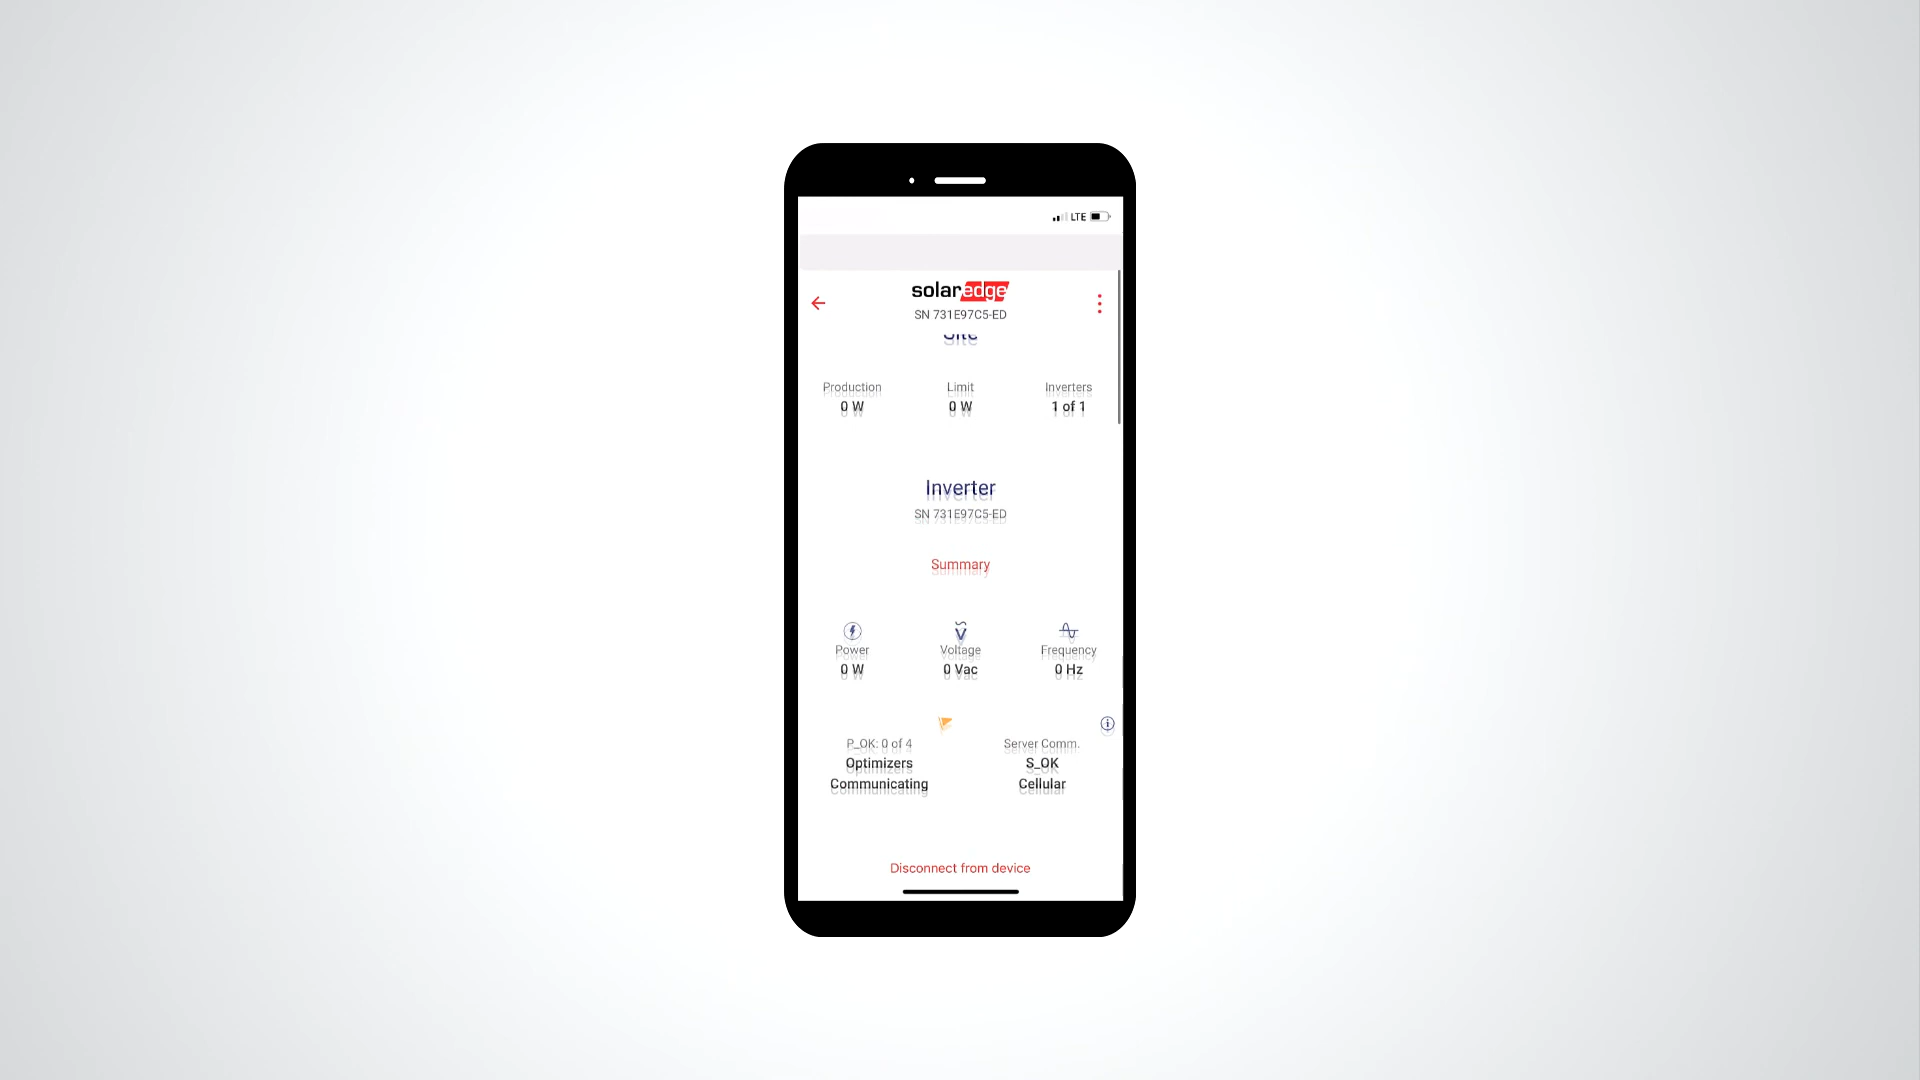 LTE
solaredge
SN 731E97C5-ED
Site
Production Limit Inverters
0 W 0 W 1 of 1
Inverter
SN 731E97C5-ED
Summary
Power Voltage Frequency
0 W 0 Vac 0 Hz
P_OK: 0 of 4 Server Comm.
Optimizers S_OK
Communicating Cellular
Disconnect from device